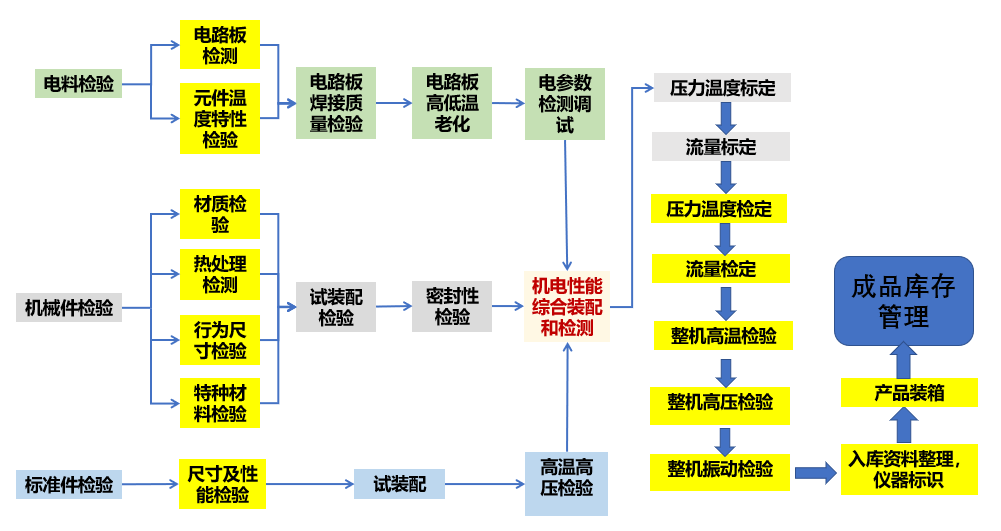 电料检验
电路板
检测
元件温
度特性
检验
电路板
焊接质
量检验
电路板
高低温
老化
电参数
检测调
试
机械件检验
材质检
验
热处理
检测
行为尺
寸检验
特种材
料检验
试装配
检验
密封性
检验
机电性能
综合装配
和检测
标准件检验
尺寸及性
能检验
试装配
高温高
压检验
压力温度标定
流量标定
压力温度检定
流量检定
整机高温检验
整机高压检验
整机振动检验
入库资料整理，
仪器标识
产品装箱
成品库存
管理